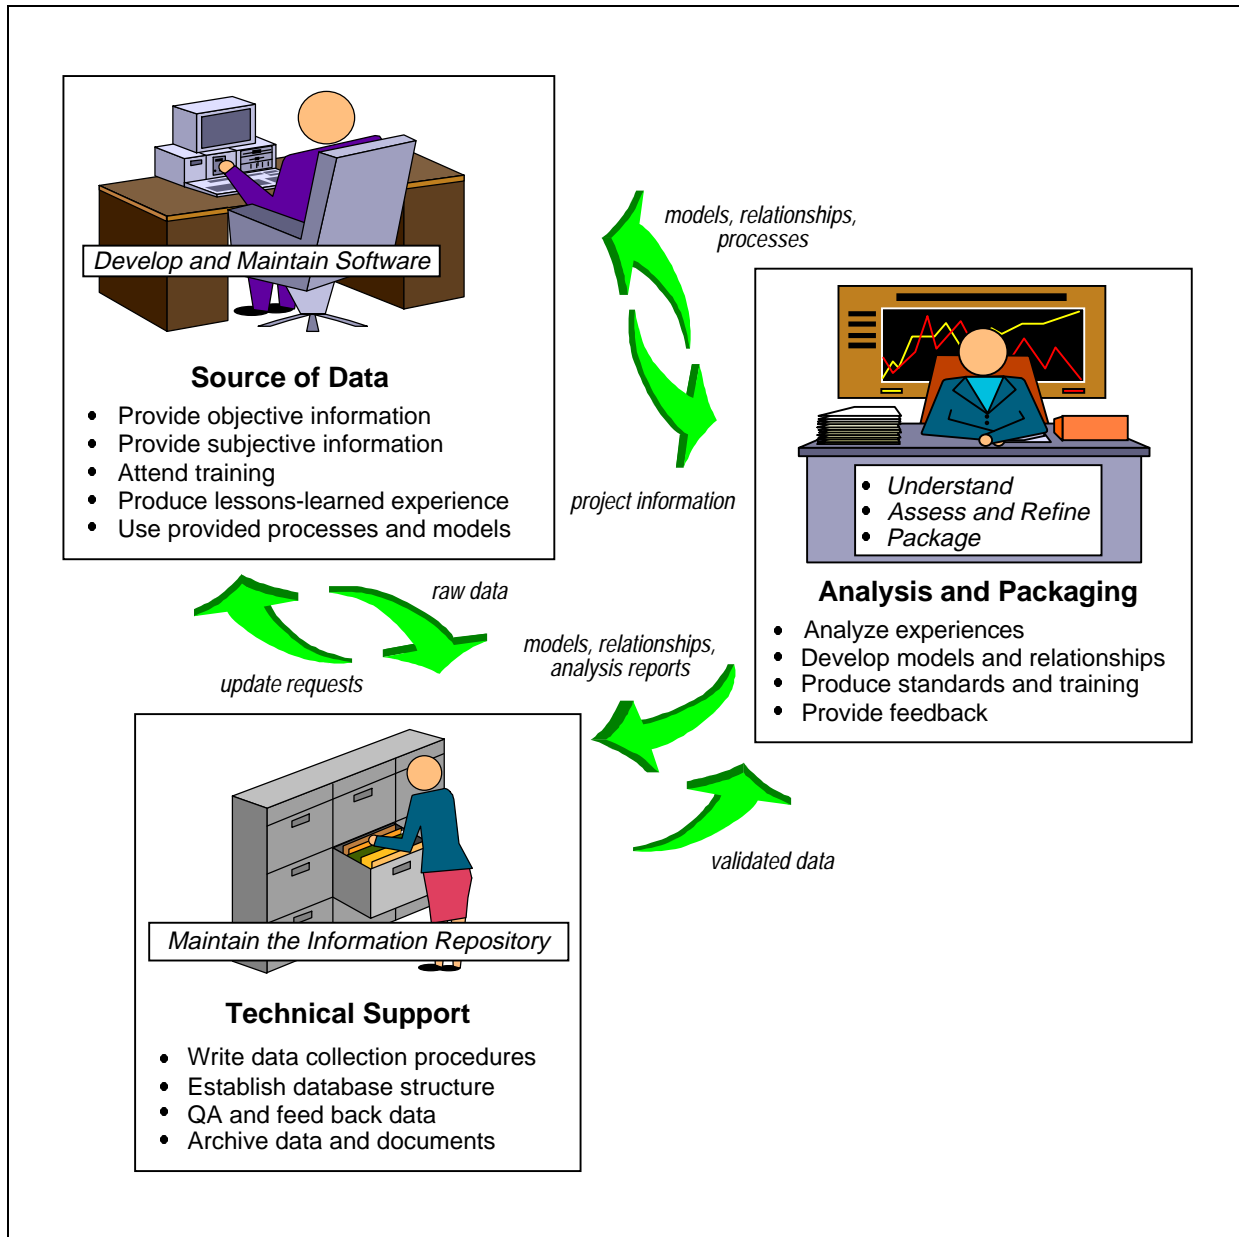 Develop and Maintain Software
Source of Data
• Provide objective information
• Provide subjective information
• Attend training
• Produce lessons-learned experience
• Use provided processes and models
models, relationships,
processes
project information
• Understand
• Assess and Refine
• Package
Analysis and Packaging
• Analyze experiences
• Develop models and relationships
• Produce standards and training
• Provide feedback
raw data
update requests
models, relationships,
analysis reports
validated data
Maintain the Information Repository
Technical Support
• Write data collection procedures
• Establish database structure
• QA and feed back data
• Archive data and documents